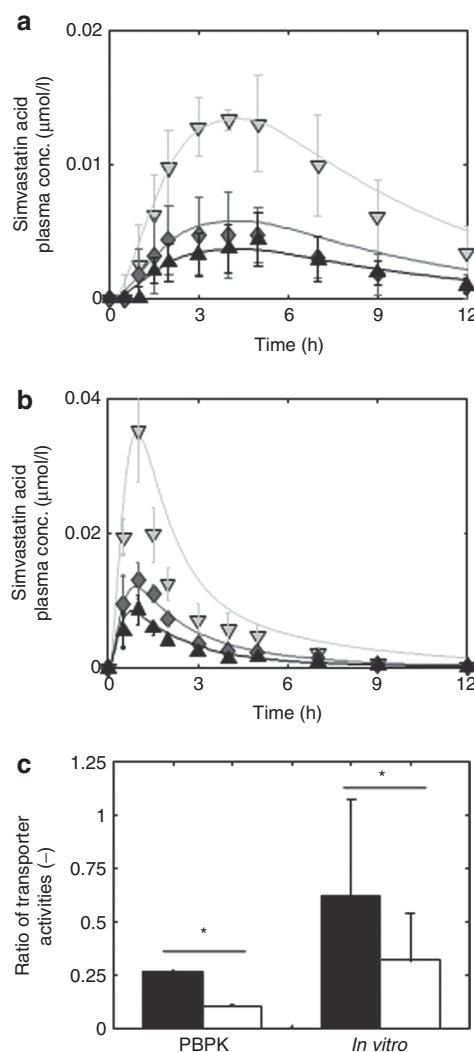 a
0.02
0.01
0
Simvastatin acid
plasma conc. (μmol/l)
0 3 6 9 12
Time (h)
b
0.04
0.02
0
Simvastatin acid
plasma conc. (μmol/l)
0 3 6 9 12
Time (h)
c
1.25
1
0.75
0.5
0.25
0
Ratio of transporter
activities (–)
*
*
PBPK In vitro